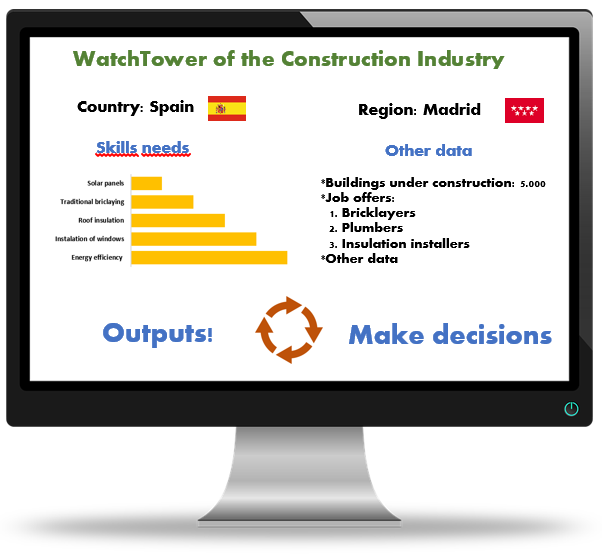 WatchTower of the Construction Industry
Country: Spain
Region: Madrid
Skills needs
Solar panels
Traditional briclaying
Roof insulation
Instalation of windows
Energy efficiency
Other data
*Buildings under construction: 5.000
*Job offers:
1. Bricklayers
2. Plumbers
3. Insulation installers
*Other data
Outputs!
Make decisions